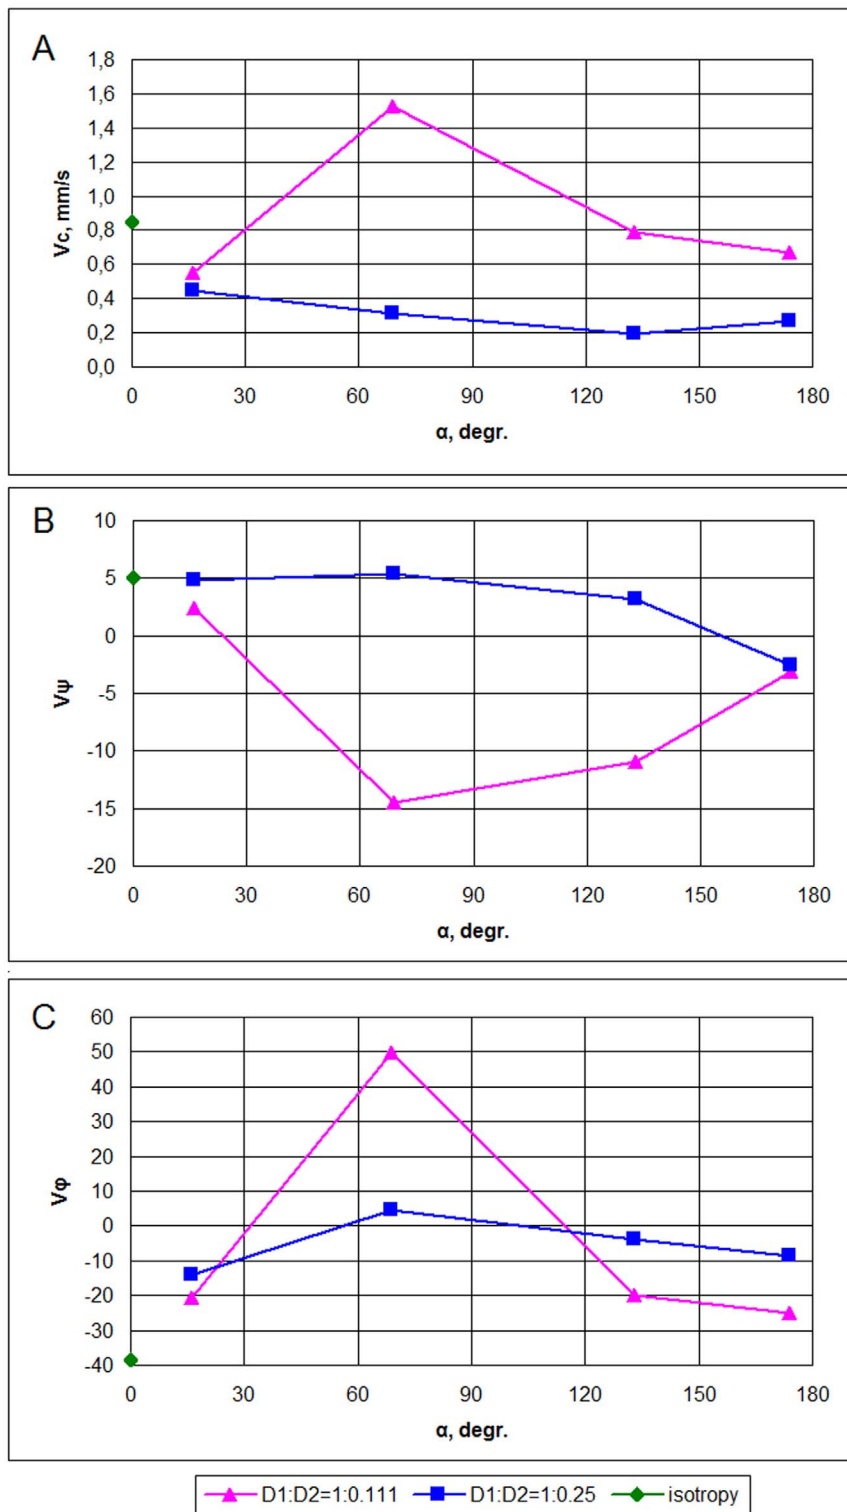 A
1,8
1,6
1,4
1,2
1,0
0,8
0,6
0,4
0,2
0,0
Vc, mm/s
0 30 60 90 120 150 180
α, degr.
B
10
5
0
-5
-10
-15
-20
Vψ
0 30 60 90 120 150 180
α, degr.
C
60
50
40
30
20
10
0
-10
-20
-30
-40
Vφ
0 30 60 90 120 150 180
α, degr.
D1:D2=1:0.111 D1:D2=1:0.25 isotropy